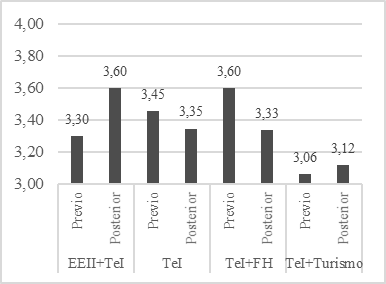 4,00
3,80
3,60
3,40
3,20
3,00
3,30
3,60
3,45
3,35
3,60
3,33
3,06
3,12
Previo
Posterior
Previo
Posterior
Previo
Posterior
Previo
Posterior
EEII+TeI
TeI
TeI+FH
TeI+Turismo